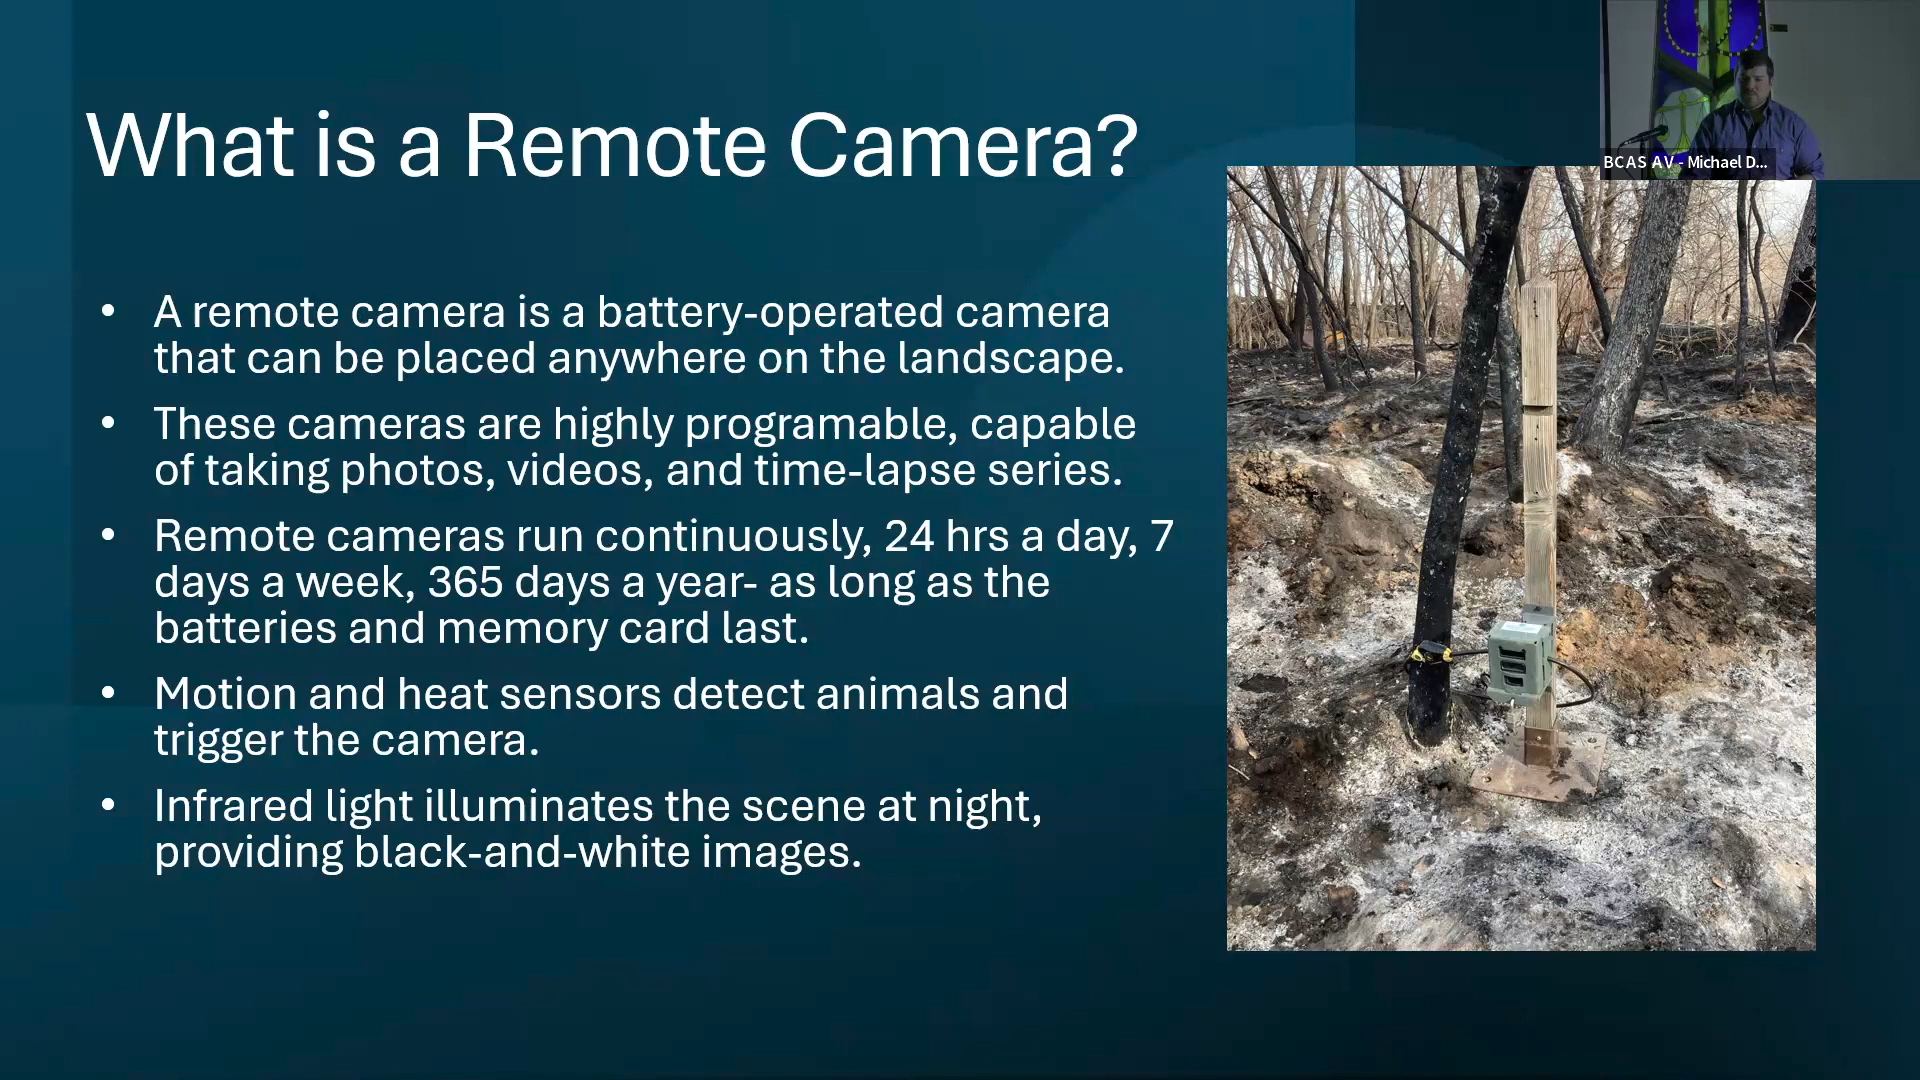 What is a Remote Camera?
BCAS AV - Michael D...
• A remote camera is a battery-operated camera
that can be placed anywhere on the landscape.
• These cameras are highly programable, capable
of taking photos, videos, and time-lapse series.
• Remote cameras run continuously, 24 hrs a day, 7
days a week, 365 days a year- as long as the
batteries and memory card last.
• Motion and heat sensors detect animals and
trigger the camera.
• Infrared light illuminates the scene at night,
providing black-and-white images.